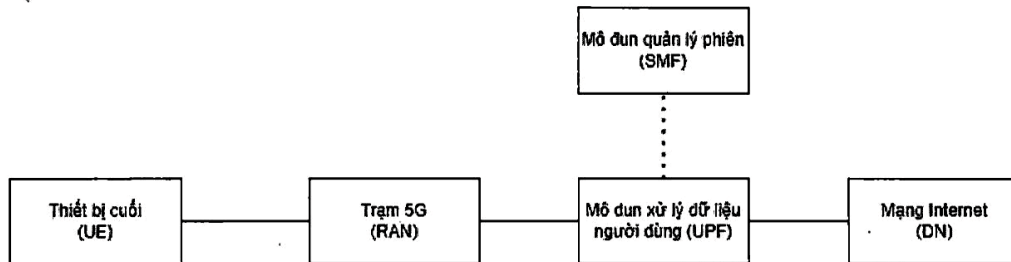 Mô đun quản lý phiên
(SMF)
Thiết bị cuối
(UE)
Trạm 5G
(RAN)
Mô đun xử lý dữ liệu
người dùng (UPF)
Mạng Internet
(DN)